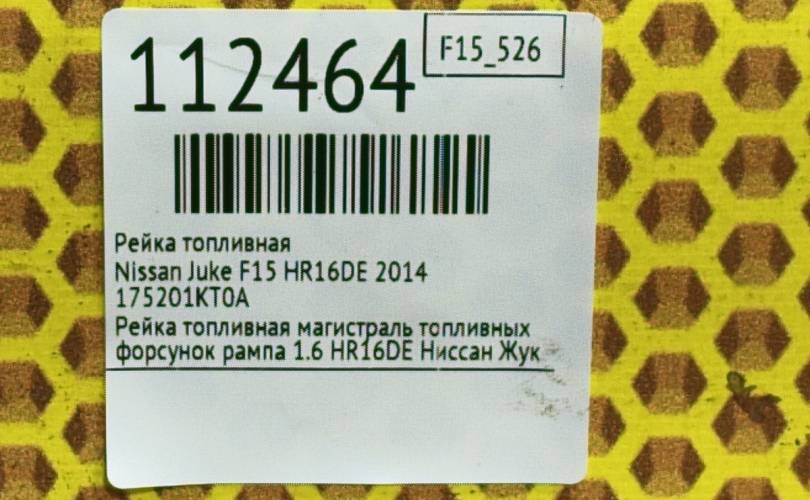 112464
F15_526
Рейка топливная
Nissan Juke F15 HR16DE 2014
175201KT0A
Рейка топливная магистраль топливных
форсунок рампа 1.6 HR16DE Ниссан Жук